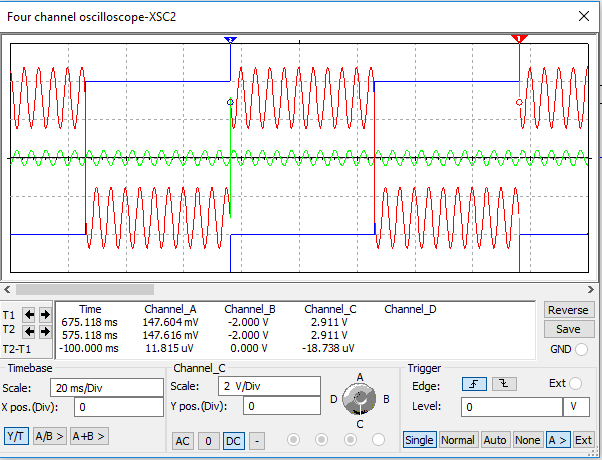 Four channel oscilloscope-XSC2
2 1
T1
T2
T2-T1
Time Channel_A Channel_B Channel_C Channel_D
675.118 ms 147.604 mV -2.000 V 2.911 V
575.118 ms 147.616 mV -2.000 V 2.911 V
-100.000 ms 11.815 uV 0.000 V -18.738 uV
Reverse
Save
GND
Timebase
Scale: 20 ms/Div
X pos.(Div): 0
Y/T A/B > A+B >
Channel_C
Scale: 2 V/Div
Y pos.(Div): 0
AC 0 DC -
A
D B
C
Trigger
Edge: Ext
Level: 0 V
Single Normal Auto None A > Ext